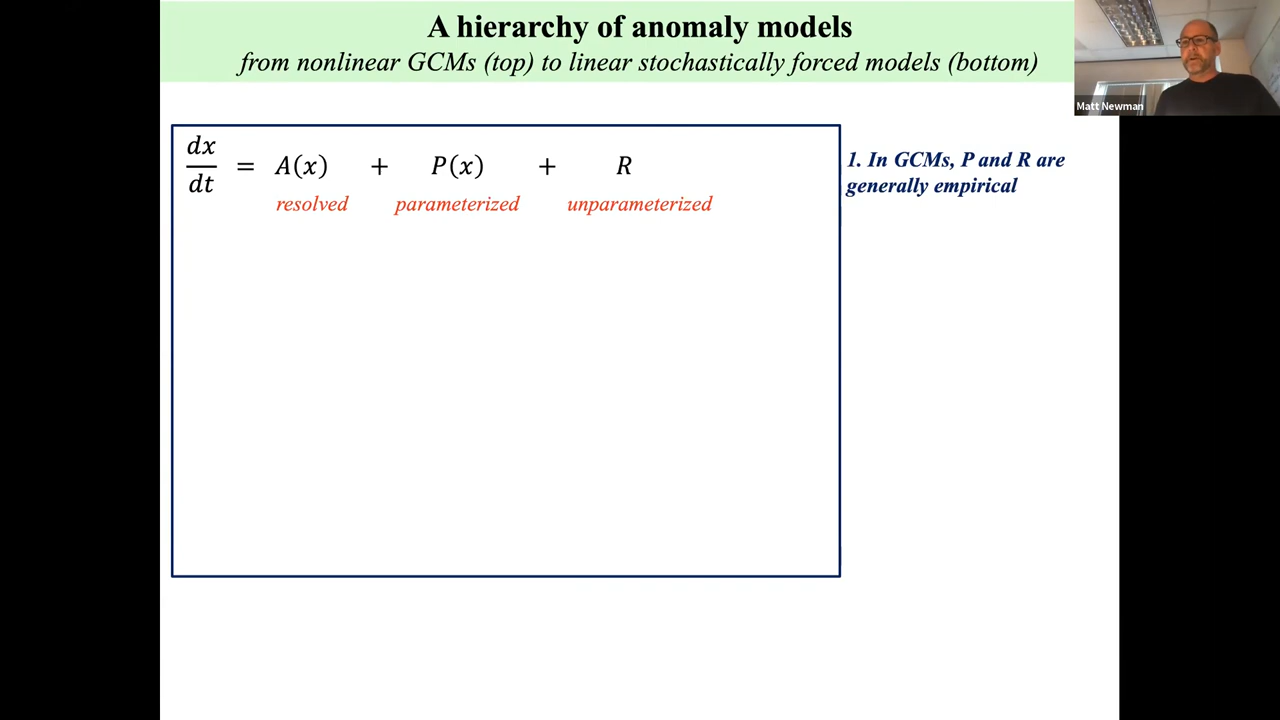 A hierarchy of anomaly models
from nonlinear GCMs (top) to linear stochastically forced models (bottom)
Matt Newman
dx/dt = A(x) + P(x) + R
resolved parameterized unparameterized
1. In GCMs, P and R are
generally empirical